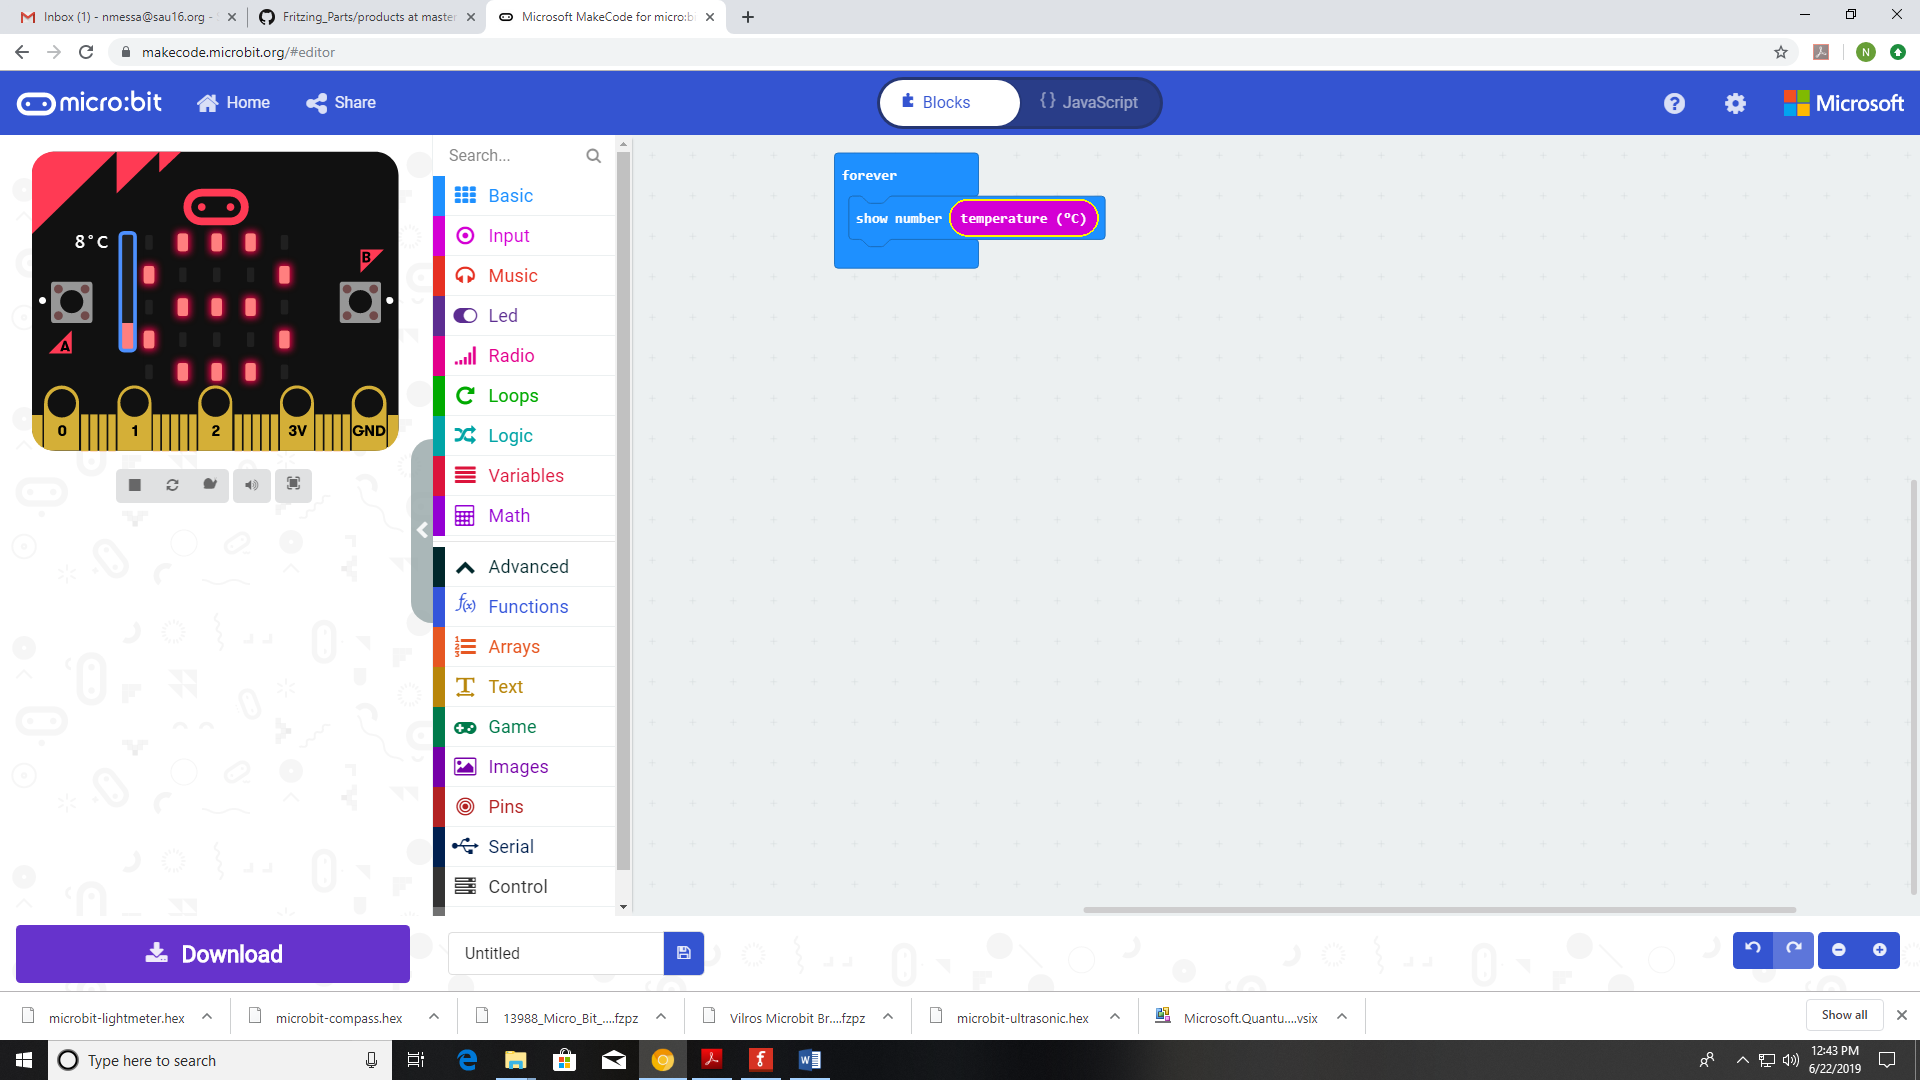 Inbox (1) - nmessa@sau16.org -
Fritzing_Parts/products at master
Microsoft MakeCode for micro:bi
makecode.microbit.org/#editor
N
micro:bit
Home
Share
Blocks
{} JavaScript
?
Microsoft
8°C
B
A
0
1
2
3V
GND
Search...
Basic
Input
Music
Led
Radio
Loops
Logic
Variables
Math
Advanced
f(x) Functions
Arrays
Text
Game
Images
Pins
Serial
Control
forever
show number temperature (°C)
Download
Untitled
microbit-lightmeter.hex
microbit-compass.hex
13988_Micro_Bit_....fzpz
Vilros Microbit Br....fzpz
microbit-ultrasonic.hex
Microsoft.Quantu....vsix
Show all
Type here to search
12:43 PM
6/22/2019